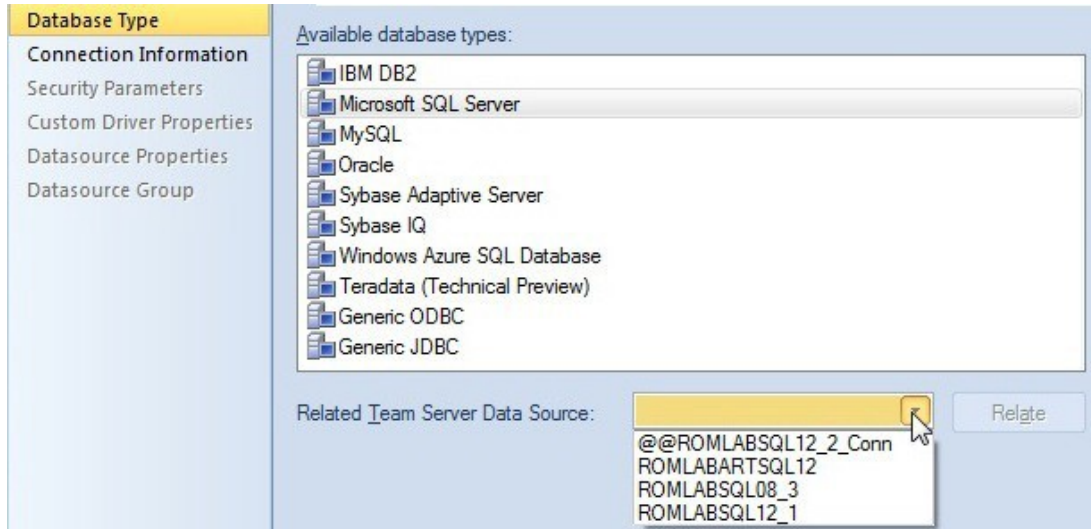 Database Type
Connection Information
Security Parameters
Custom Driver Properties
Datasource Properties
Datasource Group
Available database types:
IBM DB2
Microsoft SQL Server
MySQL
Oracle
Sybase Adaptive Server
Sybase IQ
Windows Azure SQL Database
Teradata (Technical Preview)
Generic ODBC
Generic JDBC
Related Team Server Data Source:
Relate
@@ROMLABSQL12_2_Conn
ROMLABARTSQL12
ROMLABSQL08_3
ROMLABSQL12_1